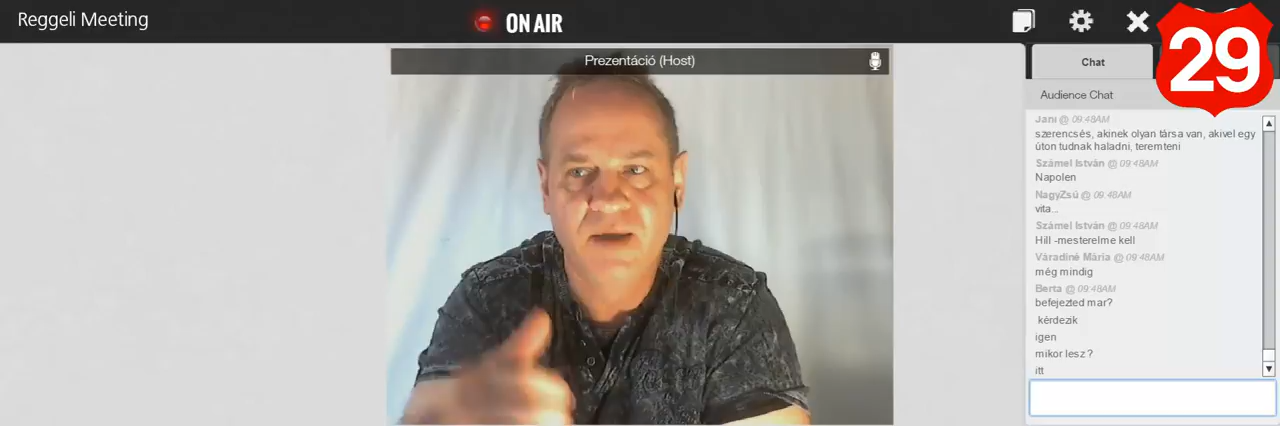 Reggeli Meeting
ON AIR
29
Prezentáció (Host)
Chat
Audience Chat
Jani @ 09:48AM
szerencsés, akinek olyan társa van, akivel egy
úton tudnak haladni, teremteni
Számel István @ 09:48AM
Napolen
NagyZsú @ 09:48AM
vita...
Számel István @ 09:48AM
Hill -mesterelme kell
Váradiné Mária @ 09:48AM
még mindig
Berta @ 09:48AM
befejezted mar?
kérdezik
igen
mikor lesz ?
itt